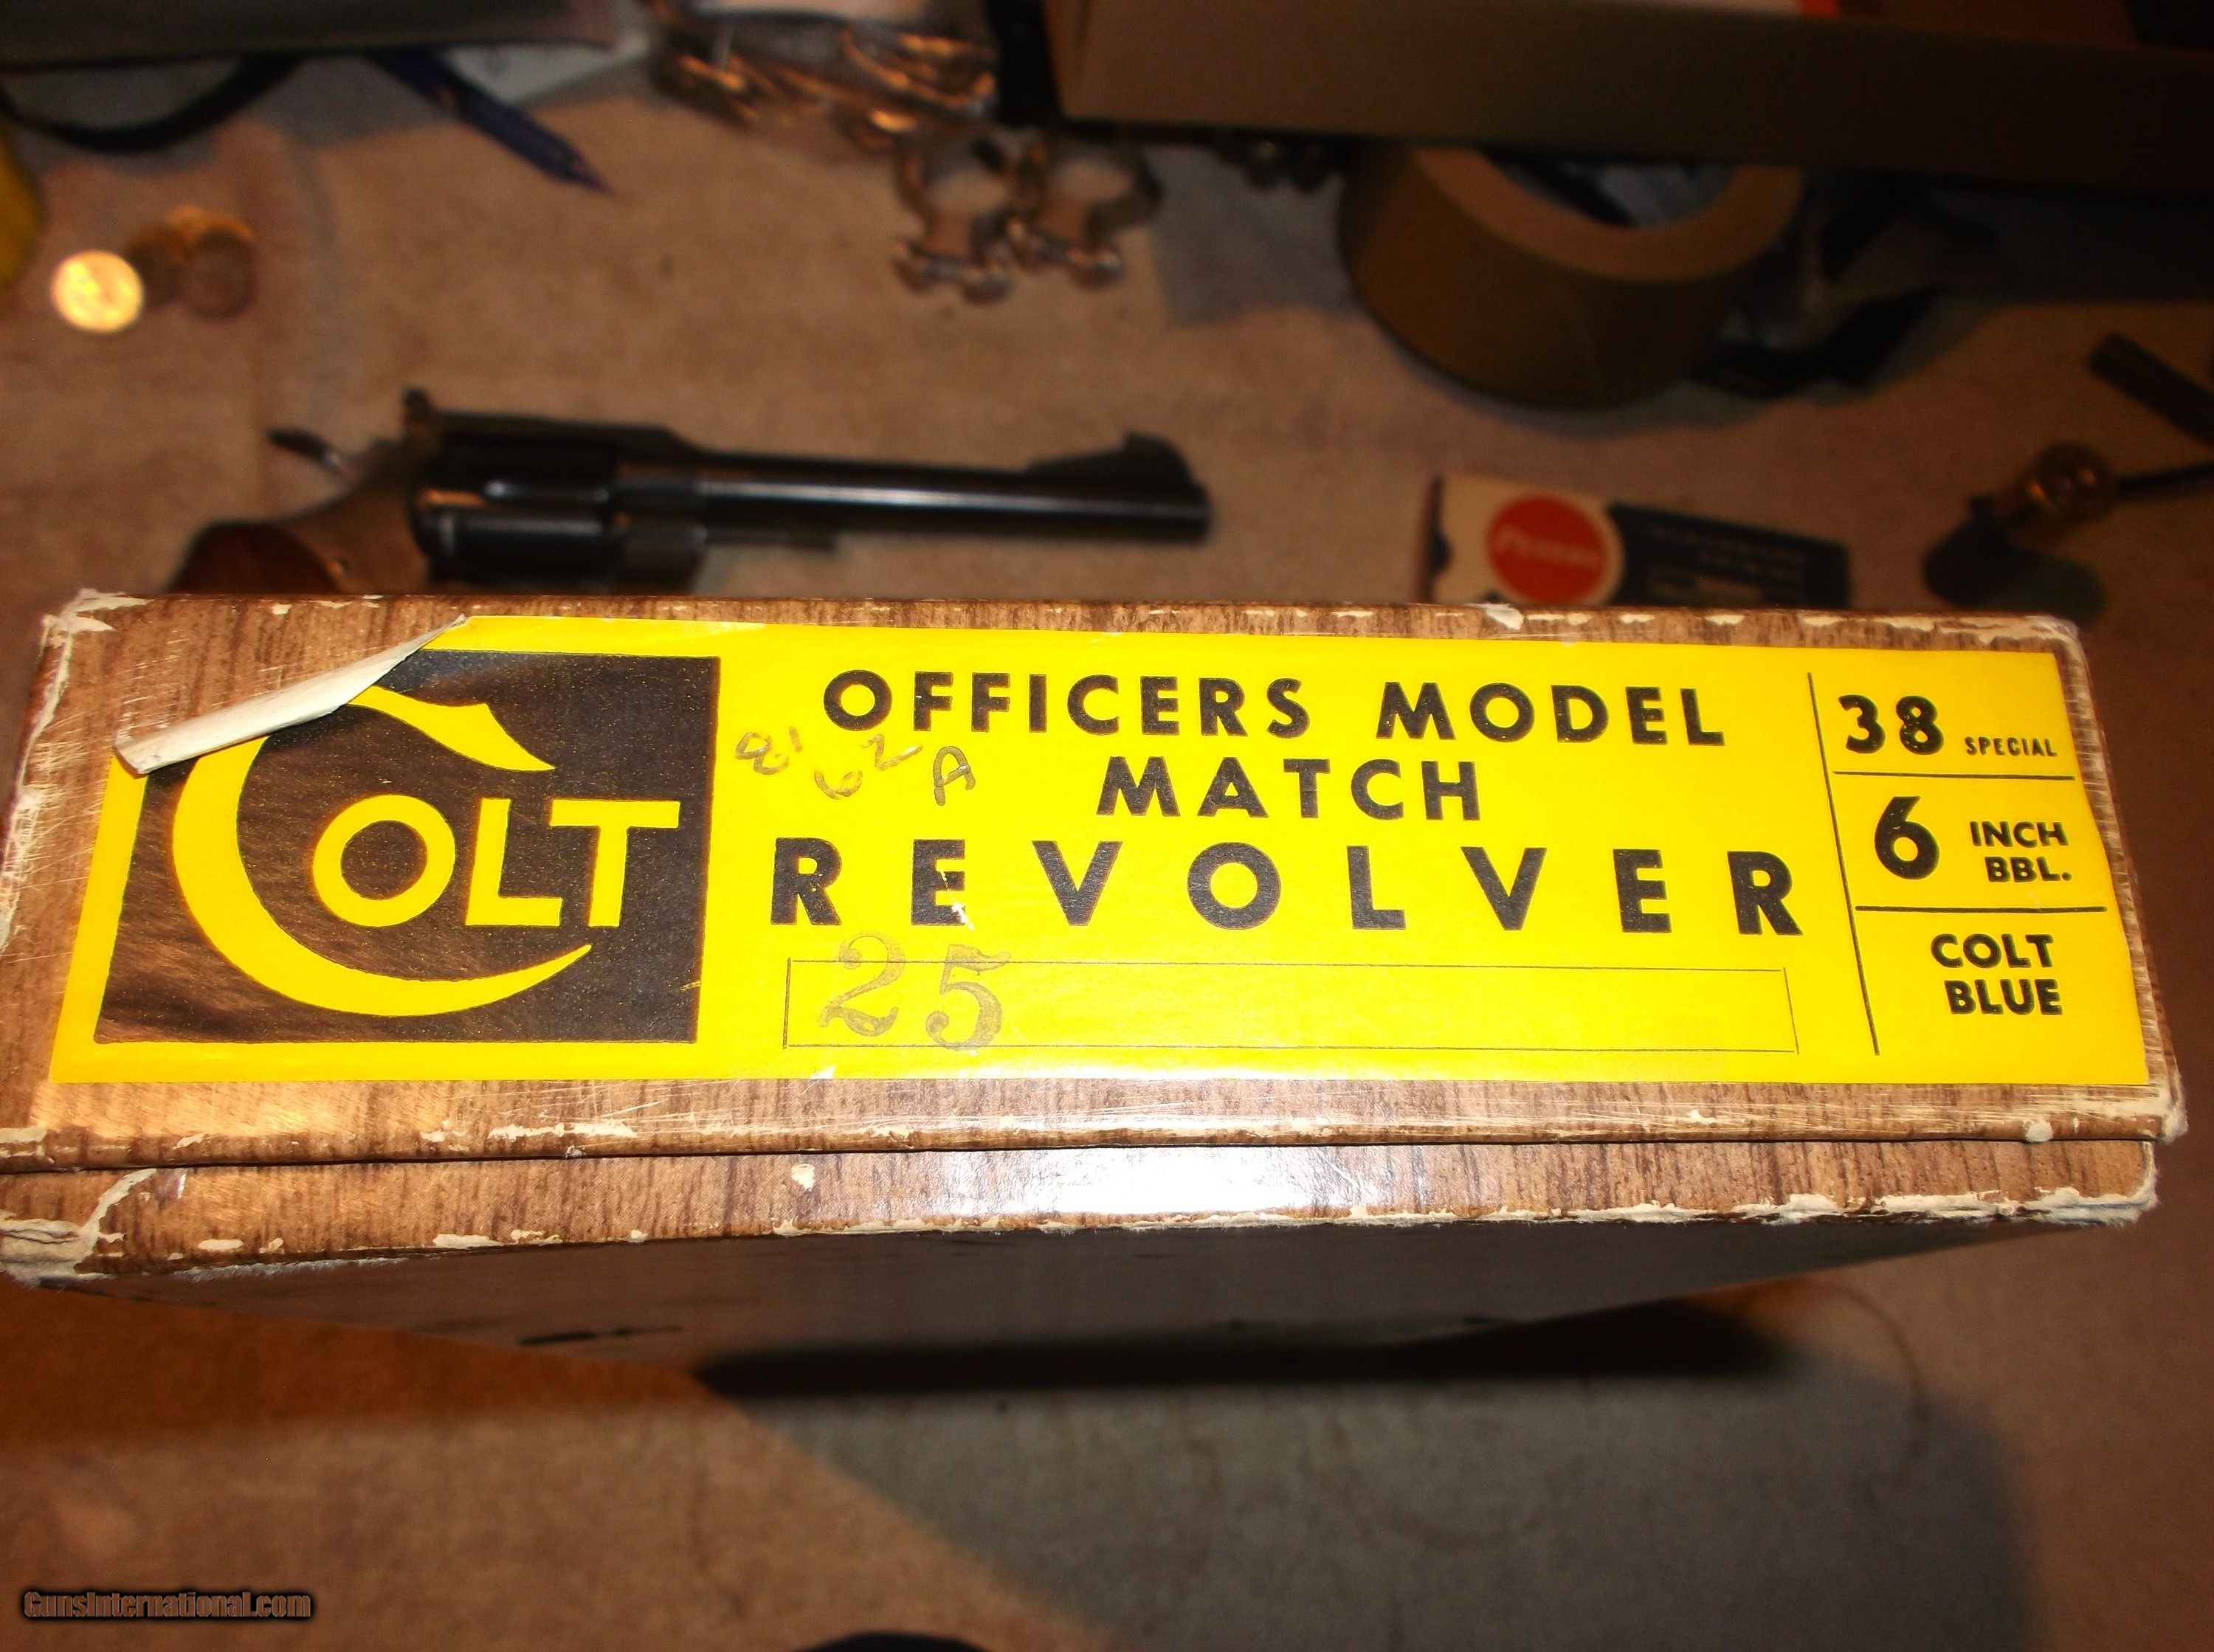 COLT
OFFICERS MODEL
MATCH
REVOLVER
25
38 SPECIAL
6 INCH
BBL.
COLT
BLUE
GunsInternational.com